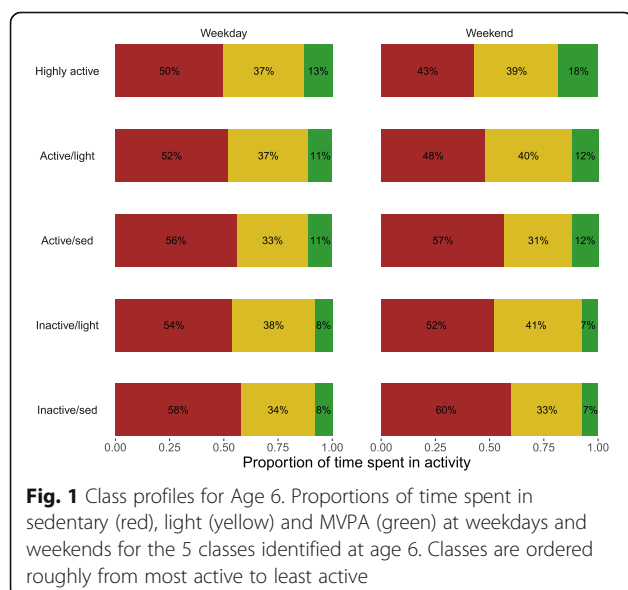 Weekday Weekend
Highly active 50% 37% 13% 43% 39% 18%
Active/light 52% 37% 11% 48% 40% 12%
Active/sed 56% 33% 11% 57% 31% 12%
Inactive/light 54% 38% 8% 52% 41% 7%
Inactive/sed 58% 34% 8% 60% 33% 7%
0.00 0.25 0.50 0.75 1.00 0.00 0.25 0.50 0.75 1.00
Proportion of time spent in activity
Fig. 1 Class profiles for Age 6. Proportions of time spent in
sedentary (red), light (yellow) and MVPA (green) at weekdays and
weekends for the 5 classes identified at age 6. Classes are ordered
roughly from most active to least active